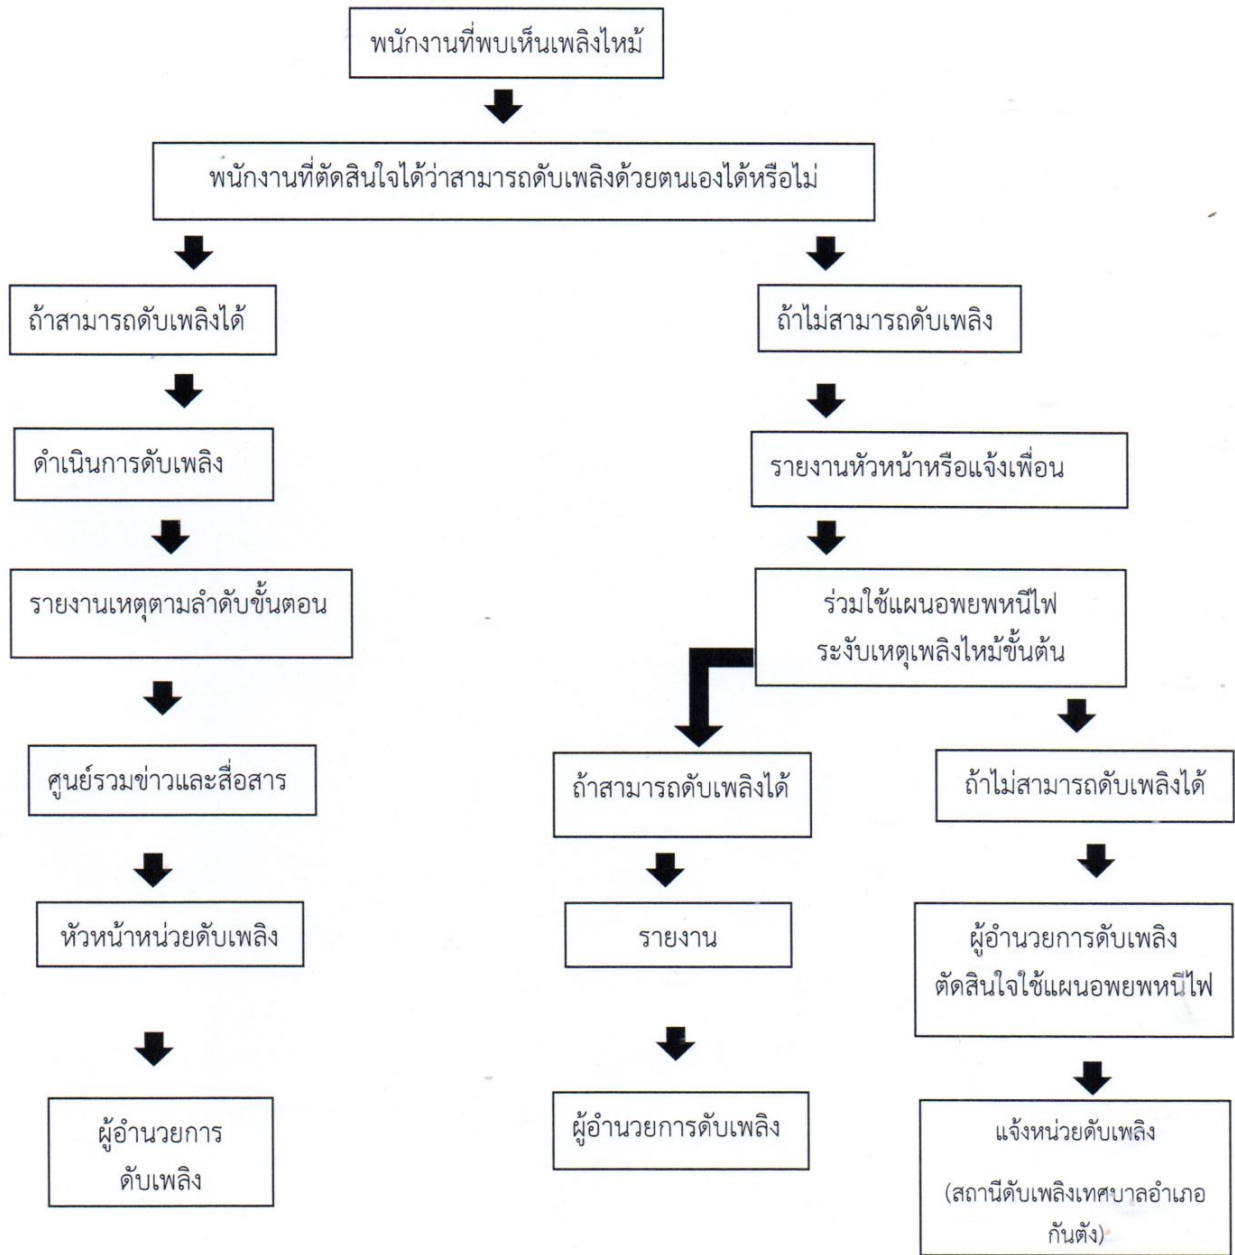 พนักงานที่พบเห็นเพลิงไหม้
พนักงานที่ตัดสินใจได้ว่าสามารถดับเพลิงด้วยตนเองได้หรือไม่
ถ้าสามารถดับเพลิงได้
ถ้าไม่สามารถดับเพลิง
ดำเนินการดับเพลิง
รายงานหัวหน้าหรือแจ้งเพื่อน
รายงานเหตุตามลำดับขั้นตอน
ร่วมใช้แผนอพยพหนีไฟ
ระงับเหตุเพลิงไหม้ขั้นต้น
ศูนย์รวมข่าวและสื่อสาร
ถ้าสามารถดับเพลิงได้
ถ้าไม่สามารถดับเพลิงได้
หัวหน้าหน่วยดับเพลิง
รายงาน
ผู้อำนวยการดับเพลิง
ตัดสินใจใช้แผนอพยพหนีไฟ
ผู้อำนวยการ
ดับเพลิง
ผู้อำนวยการดับเพลิง
แจ้งหน่วยดับเพลิง
(สถานีดับเพลิงเทศบาลอำเภอ
กันตัง)